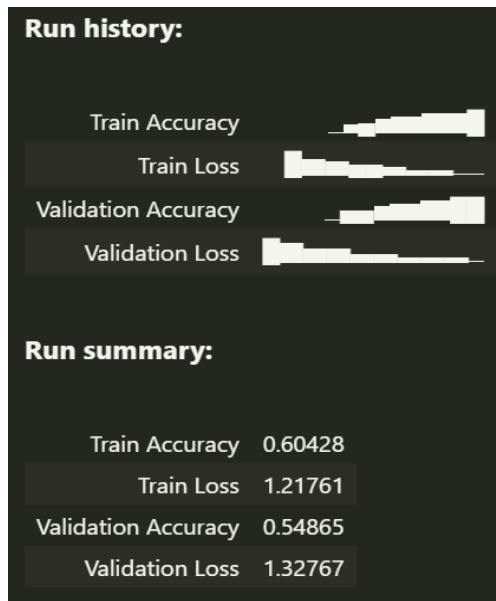 Run history:
Train Accuracy
Train Loss
Validation Accuracy
Validation Loss
Run summary:
Train Accuracy 0.60428
Train Loss 1.21761
Validation Accuracy 0.54865
Validation Loss 1.32767